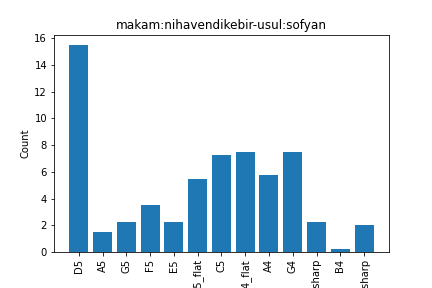 makam:nihavendikebir-usul:sofyan
16
14
12
10
8
6
4
2
0
Count
D5
A5
G5
F5
E5
5_flat
C5
4_flat
A4
G4
sharp
B4
sharp